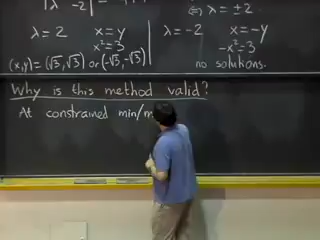 | λ -2 |
⇔ λ = ±2
λ = 2 x = y
x² = 3
(x,y) = (√3, √3) or (-√3, -√3)
λ = -2 x = -y
-x² = 3
no solutions.
Why is this method valid?
At constrained min/m